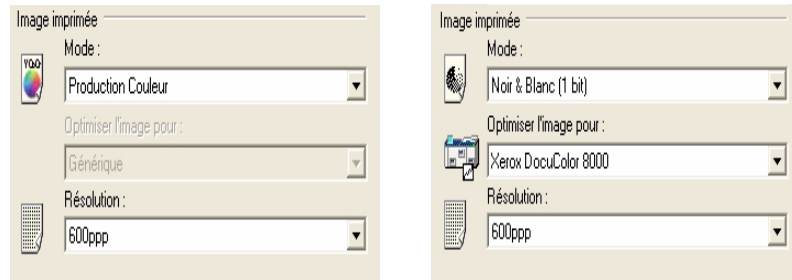 Image imprimée
Mode :
Production Couleur
Optimiser l'image pour :
Générique
Résolution :
600ppp
Image imprimée
Mode :
Noir & Blanc (1 bit)
Optimiser l'image pour :
Xerox DocuColor 8000
Résolution :
600ppp